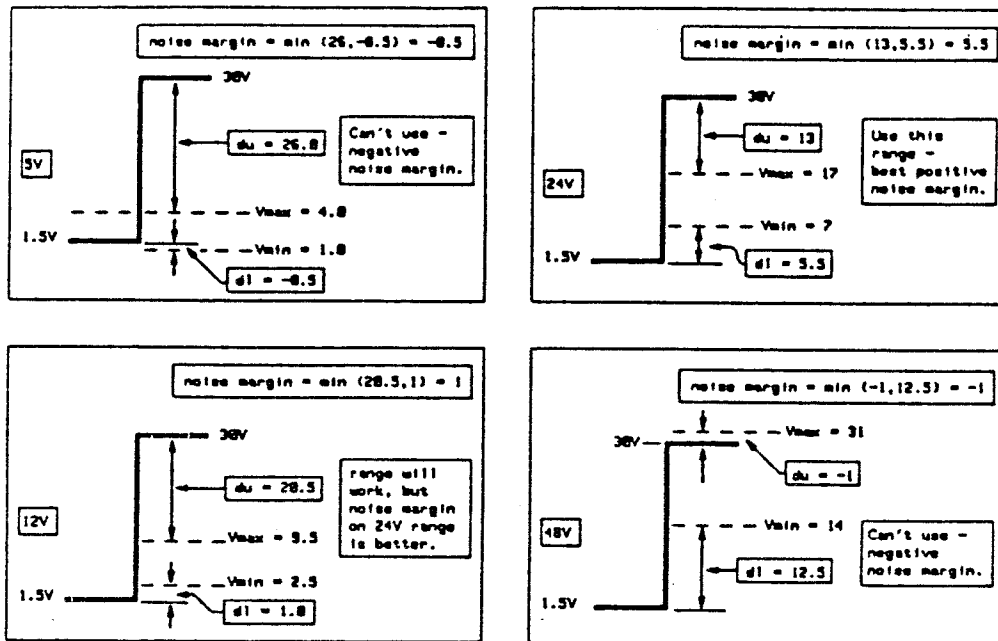 noise margin = min (26,-0.5) = -0.5
30V
du = 26.0
Can't use -
negative
noise margin.
5V
Vmax = 4.0
1.5V
Vmin = 1.0
dl = -0.5
noise margin = min (13,5.5) = 5.5
30V
du = 13
Use this
range -
best positive
noise margin.
Vmax = 17
24V
Vmin = 7
1.5V
dl = 5.5
noise margin = min (20.5,1) = 1
30V
du = 20.5
range will
work, but
noise margin
on 24V range
is better.
12V
Vmax = 9.5
Vmin = 2.5
1.5V
dl = 1.0
noise margin = min (-1,12.5) = -1
Vmax = 31
30V
du = -1
Vmin = 14
48V
Can't use -
negative
noise margin.
dl = 12.5
1.5V